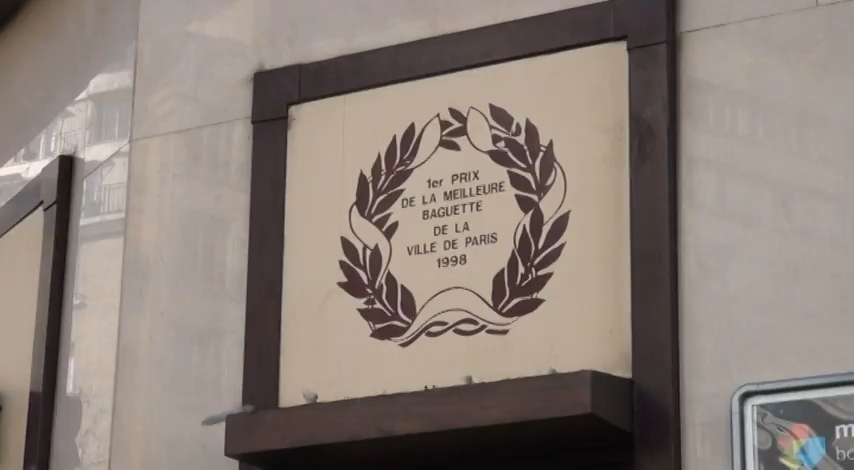 1er PRIX
DE LA MEILLEURE
BAGUETTE
DE LA
VILLE DE PARIS
1998